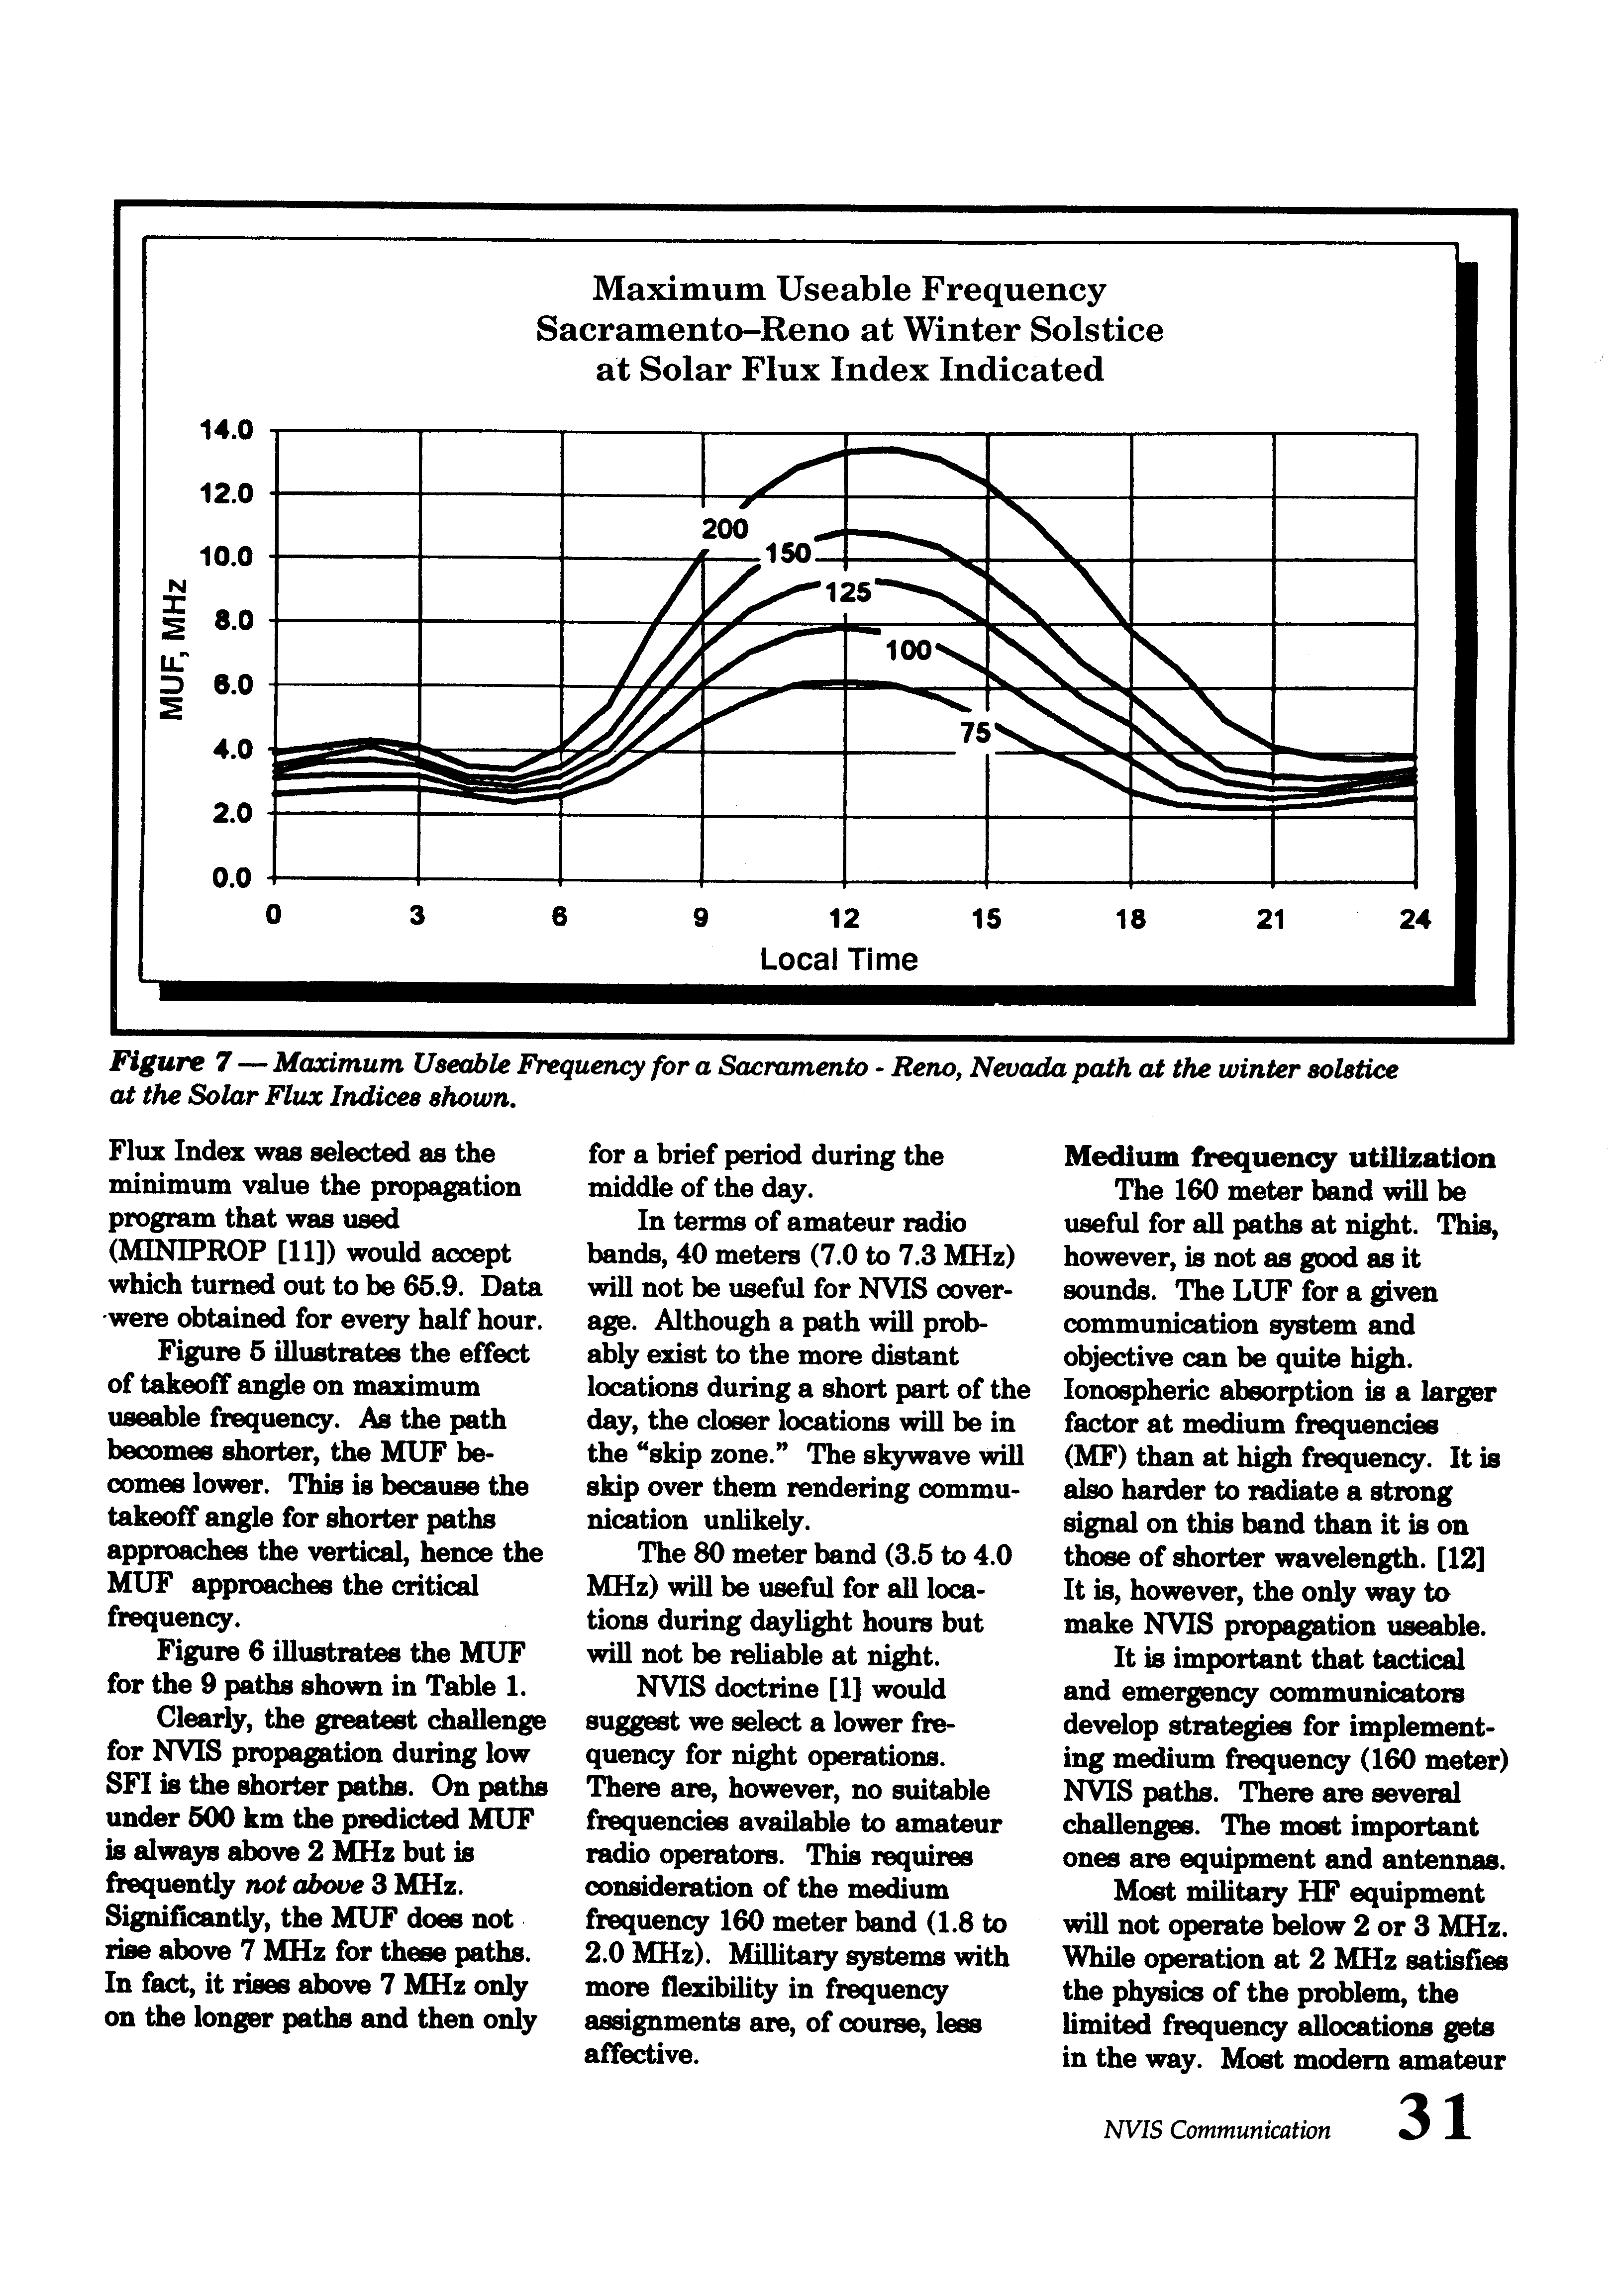 Maximum Useable Frequency
Sacramento–Reno at Winter Solstice
at Solar Flux Index Indicated
14.0
12.0
10.0
8.0
6.0
4.0
2.0
0.0
MUF, MHz
200
150
125
100
75
0 3 6 9 12 15 18 21 24
Local Time
Figure 7 — Maximum Useable Frequency for a Sacramento - Reno, Nevada path at the winter solstice
at the Solar Flux Indices shown.
Flux Index was selected as the
minimum value the propagation
program that was used
(MINIPROP [11]) would accept
which turned out to be 65.9. Data
were obtained for every half hour.
Figure 5 illustrates the effect
of takeoff angle on maximum
useable frequency. As the path
becomes shorter, the MUF be-
comes lower. This is because the
takeoff angle for shorter paths
approaches the vertical, hence the
MUF approaches the critical
frequency.
Figure 6 illustrates the MUF
for the 9 paths shown in Table 1.
Clearly, the greatest challenge
for NVIS propagation during low
SFI is the shorter paths. On paths
under 500 km the predicted MUF
is always above 2 MHz but is
frequently not above 3 MHz.
Significantly, the MUF does not
rise above 7 MHz for these paths.
In fact, it rises above 7 MHz only
on the longer paths and then only
for a brief period during the
middle of the day.
In terms of amateur radio
bands, 40 meters (7.0 to 7.3 MHz)
will not be useful for NVIS cover-
age. Although a path will prob-
ably exist to the more distant
locations during a short part of the
day, the closer locations will be in
the “skip zone.” The skywave will
skip over them rendering commu-
nication unlikely.
The 80 meter band (3.5 to 4.0
MHz) will be useful for all loca-
tions during daylight hours but
will not be reliable at night.
NVIS doctrine [1] would
suggest we select a lower fre-
quency for night operations.
There are, however, no suitable
frequencies available to amateur
radio operators. This requires
consideration of the medium
frequency 160 meter band (1.8 to
2.0 MHz). Millitary systems with
more flexibility in frequency
assignments are, of course, less
affective.
Medium frequency utilization
The 160 meter band will be
useful for all paths at night. This,
however, is not as good as it
sounds. The LUF for a given
communication system and
objective can be quite high.
Ionospheric absorption is a larger
factor at medium frequencies
(MF) than at high frequency. It is
also harder to radiate a strong
signal on this band than it is on
those of shorter wavelength. [12]
It is, however, the only way to
make NVIS propagation useable.
It is important that tactical
and emergency communicators
develop strategies for implement-
ing medium frequency (160 meter)
NVIS paths. There are several
challenges. The most important
ones are equipment and antennas.
Most military HF equipment
will not operate below 2 or 3 MHz.
While operation at 2 MHz satisfies
the physics of the problem, the
limited frequency allocations gets
in the way. Most modern amateur
NVIS Communication 31